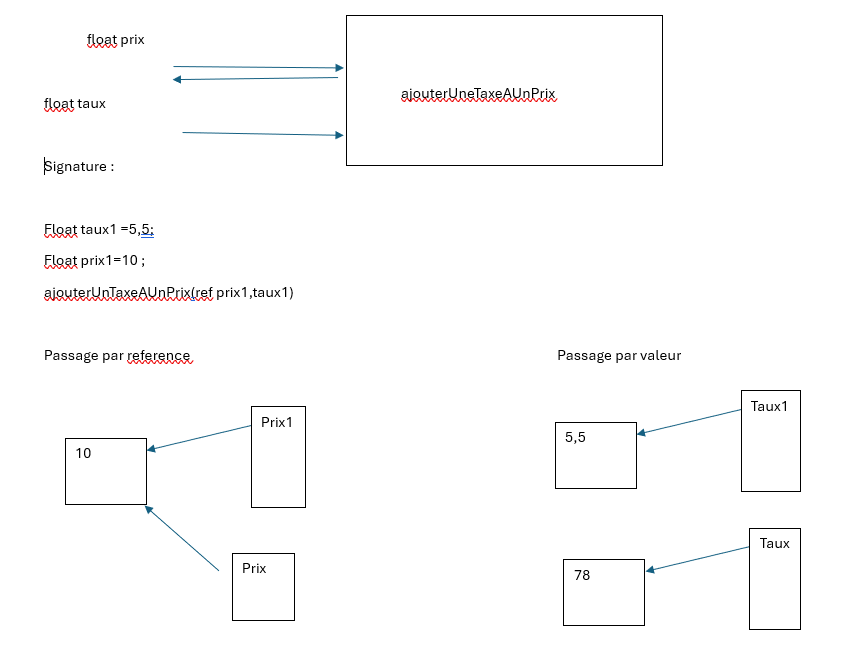 float prix
ajouterUneTaxeAUnPrix
float taux
Signature :
Float taux1 =5,5;
Float prix1=10 ;
ajouterUnTaxeAUnPrix(ref prix1,taux1)
Passage par reference
Passage par valeur
Prix1
10
Prix
Taux1
5,5
Taux
78